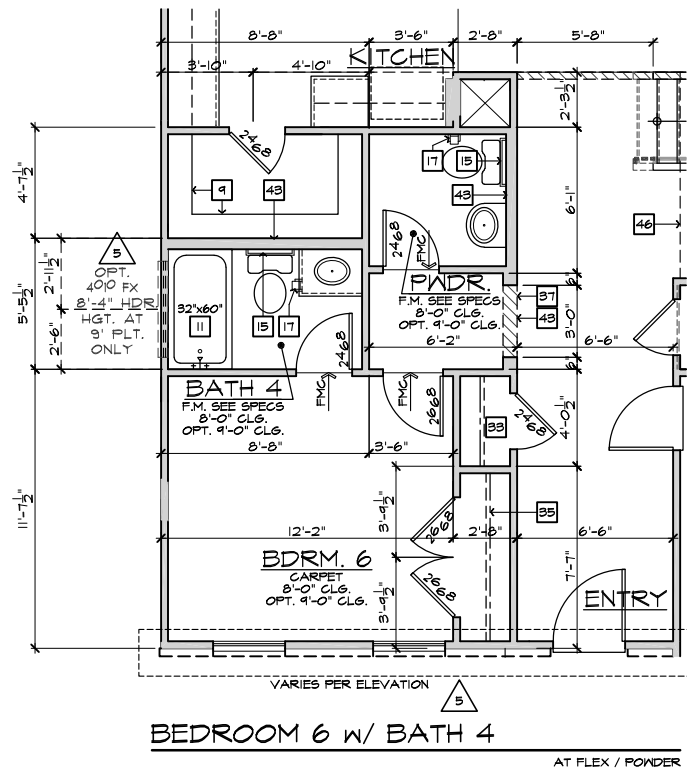 8'-8"
3'-6"
2'-8"
5'-8"
KITCHEN
3'-10"
4'-10"
2'-3½"
2468
17
15
4'-7½"
9
43
43
6'-1"
46
5
2468
FMC
OPT.
4010 FX
8'-4" HDR.
HGT. AT
9' PLT.
ONLY
2'-11½"
5'-5½"
2'-6"
32"x60"
11
15
17
2468
PWDR.
F.M. SEE SPECS
8'-0" CLG.
OPT. 9'-0" CLG.
6"
37
43
3'-0"
6'-2"
6'-6"
6"
BATH 4
F.M. SEE SPECS
8'-0" CLG.
OPT. 9'-0" CLG.
FMC
FMC
2668
33
2468
4'-0½"
8'-8"
3'-6"
11'-7½"
3'-9½"
2668
35
12'-2"
2'-8"
6'-6"
BDRM. 6
CARPET
8'-0" CLG.
OPT. 9'-0" CLG.
2668
3'-9½"
7'-7"
ENTRY
VARIES PER ELEVATION
5
BEDROOM 6 W/ BATH 4
AT FLEX / POWDER